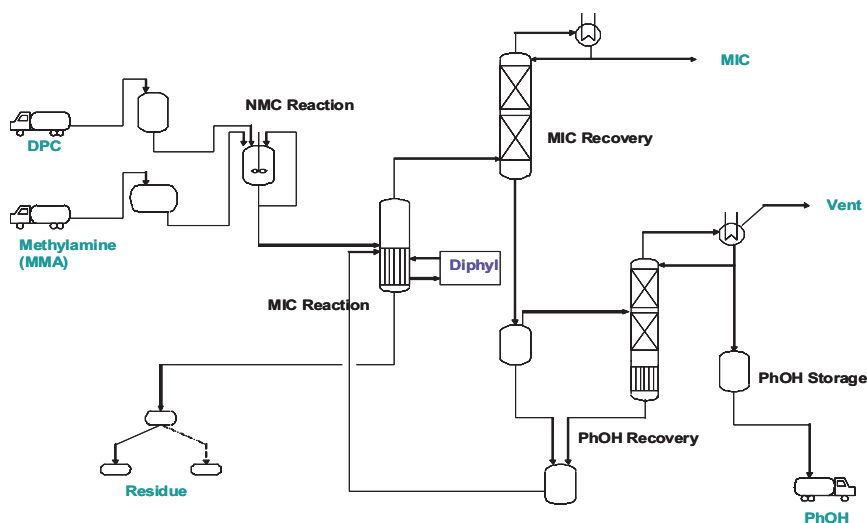 MIC
NMC Reaction
MIC Recovery
DPC
Vent
Methylamine
(MMA)
Diphyl
MIC Reaction
PhOH Storage
PhOH Recovery
Residue
PhOH